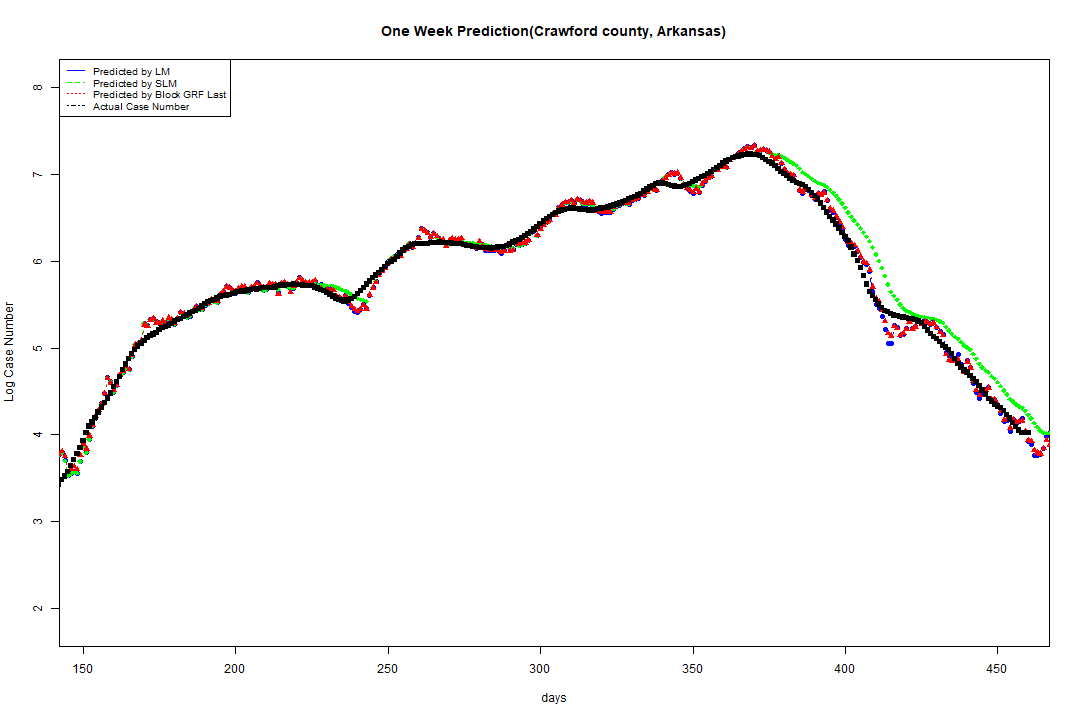 One Week Prediction(Crawford county, Arkansas)
Predicted by LM
Predicted by SLM
Predicted by Block GRF Last
Actual Case Number
8
7
6
5
4
3
2
Log Case Number
150 200 250 300 350 400 450
days